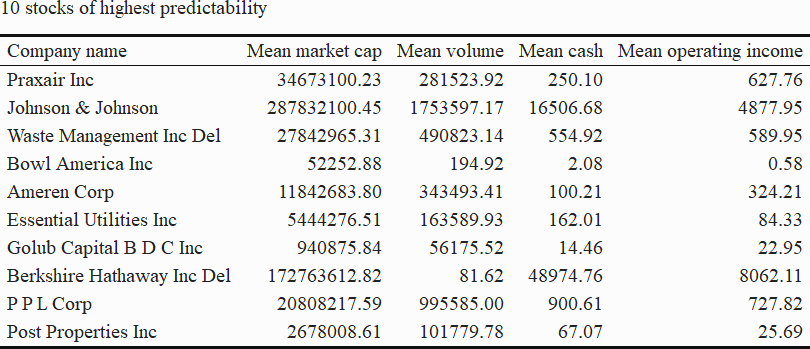 10 stocks of highest predictability
Company name Mean market cap Mean volume Mean cash Mean operating income
Praxair Inc 34673100.23 281523.92 250.10 627.76
Johnson & Johnson 287832100.45 1753597.17 16506.68 4877.95
Waste Management Inc Del 27842965.31 490823.14 554.92 589.95
Bowl America Inc 52252.88 194.92 2.08 0.58
Ameren Corp 11842683.80 343493.41 100.21 324.21
Essential Utilities Inc 5444276.51 163589.93 162.01 84.33
Golub Capital B D C Inc 940875.84 56175.52 14.46 22.95
Berkshire Hathaway Inc Del 172763612.82 81.62 48974.76 8062.11
P P L Corp 20808217.59 995585.00 900.61 727.82
Post Properties Inc 2678008.61 101779.78 67.07 25.69